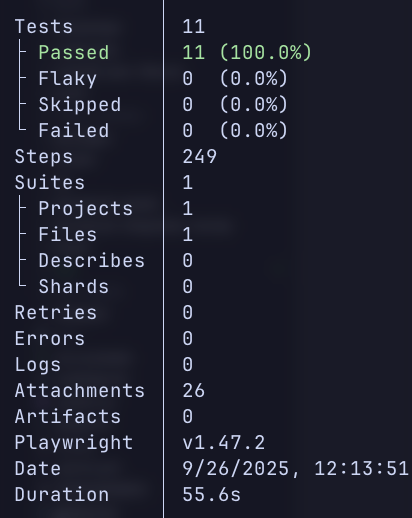 Tests 11
Passed 11 (100.0%)
Flaky 0 (0.0%)
Skipped 0 (0.0%)
Failed 0 (0.0%)
Steps 249
Suites 1
Projects 1
Files 1
Describes 0
Shards 0
Retries 0
Errors 0
Logs 0
Attachments 26
Artifacts 0
Playwright v1.47.2
Date 9/26/2025, 12:13:51
Duration 55.6s